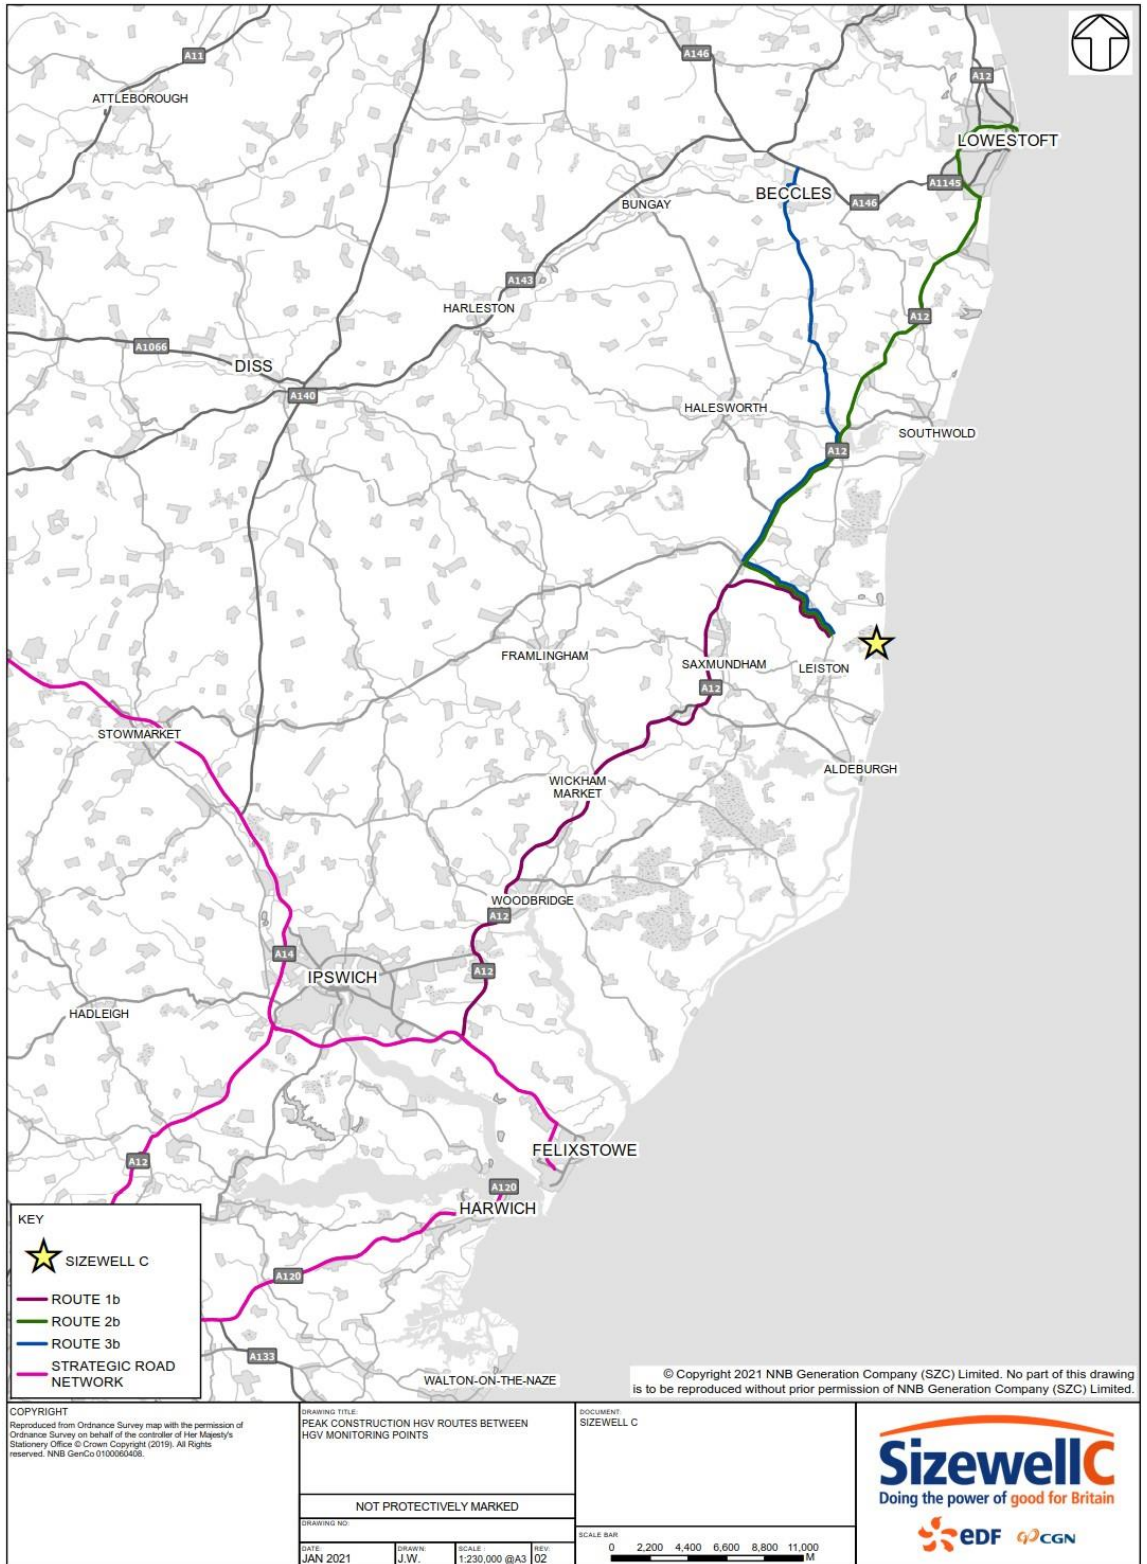 A11
A146
A12
ATTLEBOROUGH
LOWESTOFT
A1145
BECCLES
A146
BUNGAY
A143
HARLESTON
A12
A1066
DISS
A140
HALESWORTH
SOUTHWOLD
A12
FRAMLINGHAM
SAXMUNDHAM
LEISTON
A12
STOWMARKET
ALDEBURGH
WICKHAM
MARKET
WOODBRIDGE
A12
A14
IPSWICH
A12
HADLEIGH
FELIXSTOWE
A12
A120
HARWICH
A120
A133
WALTON-ON-THE-NAZE
KEY
SIZEWELL C
ROUTE 1b
ROUTE 2b
ROUTE 3b
STRATEGIC ROAD
NETWORK
© Copyright 2021 NNB Generation Company (SZC) Limited. No part of this drawing
is to be reproduced without prior permission of NNB Generation Company (SZC) Limited.
COPYRIGHT
Reproduced from Ordnance Survey map with the permission of
Ordnance Survey on behalf of the controller of Her Majesty's
Stationery Office © Crown Copyright (2019). All Rights
reserved. NNB GenCo 0100060408.
DRAWING TITLE:
PEAK CONSTRUCTION HGV ROUTES BETWEEN
HGV MONITORING POINTS
NOT PROTECTIVELY MARKED
DRAWING NO:
DATE:
JAN 2021
DRAWN:
J.W.
SCALE :
1:230,000 @A3
REV:
02
DOCUMENT:
SIZEWELL C
SCALE BAR
0 2,200 4,400 6,600 8,800 11,000
M
SizewellC
Doing the power of good for Britain
eDF
CGN